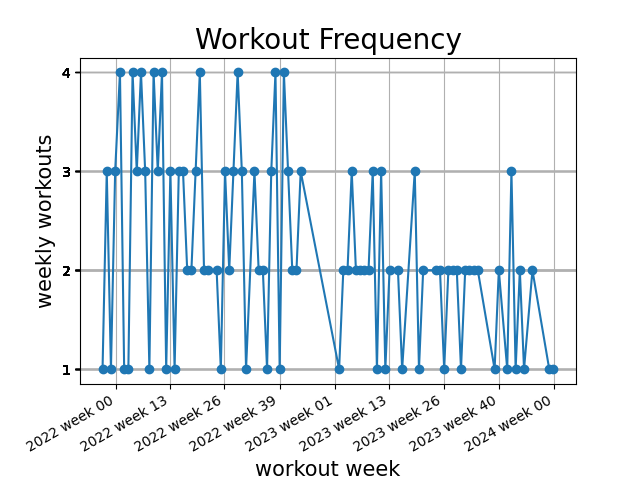 Workout Frequency
weekly workouts
4
3
2
1
2022 week 00
2022 week 13
2022 week 26
2022 week 39
2023 week 01
2023 week 13
2023 week 26
2023 week 40
2024 week 00
workout week